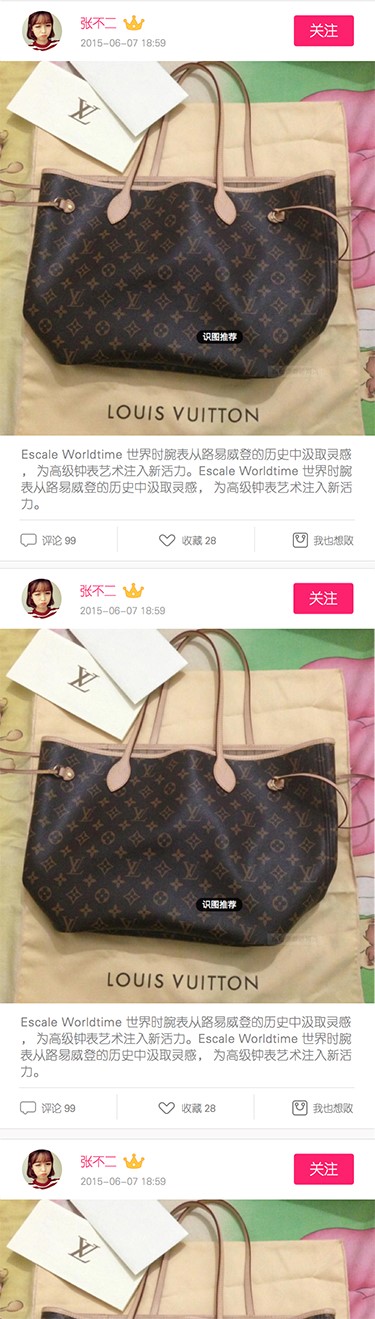 张不二
2015-06-07 18:59
关注
LV
识图推荐
LOUIS VUITTON
Escale Worldtime 世界时腕表从路易威登的历史中汲取灵感
，为高级钟表艺术注入新活力。Escale Worldtime 世界时腕
表从路易威登的历史中汲取灵感， 为高级钟表艺术注入新活
力。
评论 99
收藏 28
我也想败
张不二
2015-06-07 18:59
关注
LV
识图推荐
LOUIS VUITTON
Escale Worldtime 世界时腕表从路易威登的历史中汲取灵感
，为高级钟表艺术注入新活力。Escale Worldtime 世界时腕
表从路易威登的历史中汲取灵感， 为高级钟表艺术注入新活
力。
评论 99
收藏 28
我也想败
张不二
2015-06-07 18:59
关注
LV